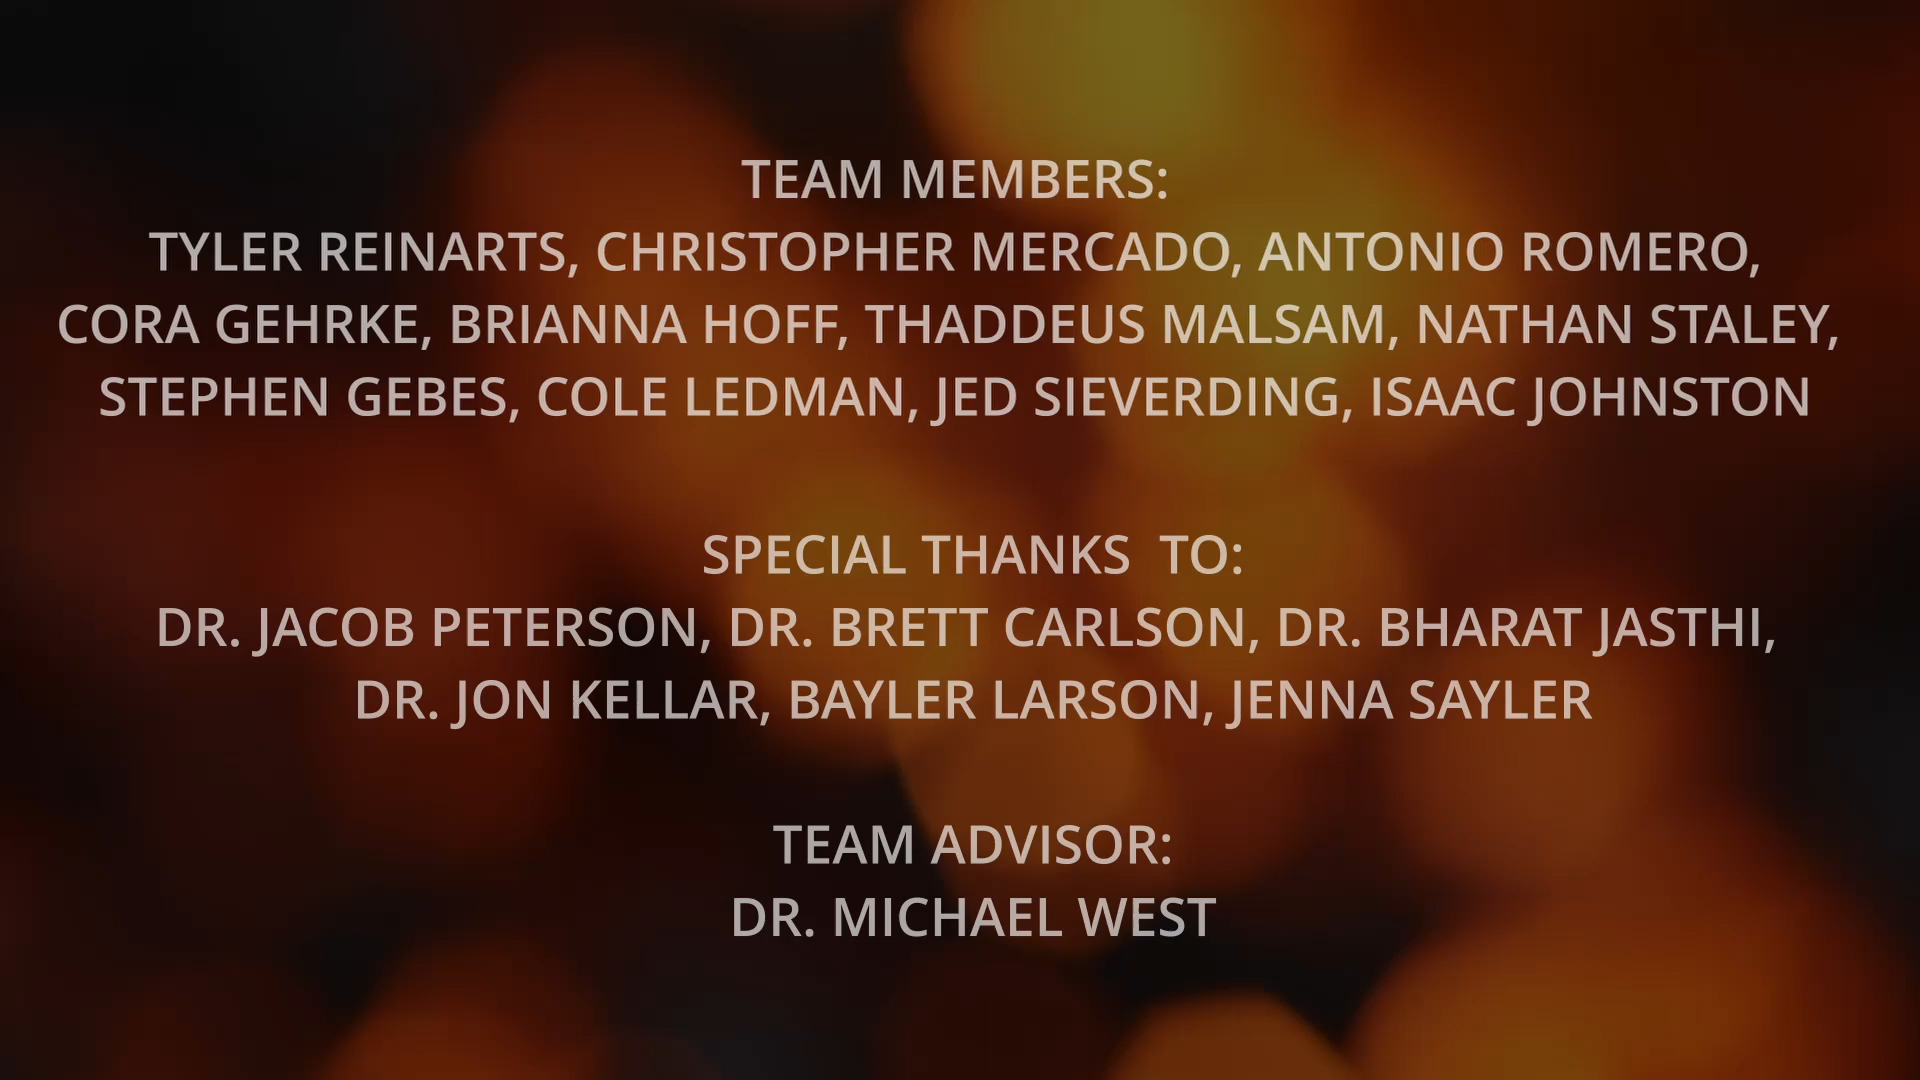 TEAM MEMBERS:
TYLER REINARTS, CHRISTOPHER MERCADO, ANTONIO ROMERO,
CORA GEHRKE, BRIANNA HOFF, THADDEUS MALSAM, NATHAN STALEY,
STEPHEN GEBES, COLE LEDMAN, JED SIEVERDING, ISAAC JOHNSTON
SPECIAL THANKS  TO:
DR. JACOB PETERSON, DR. BRETT CARLSON, DR. BHARAT JASTHI,
DR. JON KELLAR, BAYLER LARSON, JENNA SAYLER
TEAM ADVISOR:
DR. MICHAEL WEST